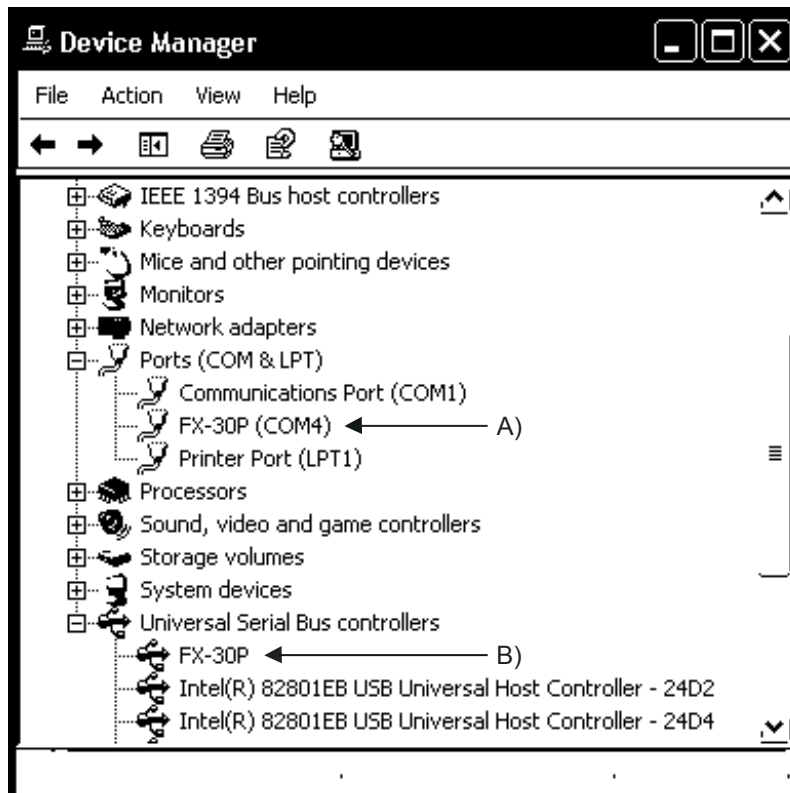 Device Manager
File Action View Help
IEEE 1394 Bus host controllers
Keyboards
Mice and other pointing devices
Monitors
Network adapters
Ports (COM & LPT)
Communications Port (COM1)
FX-30P (COM4) A)
Printer Port (LPT1)
Processors
Sound, video and game controllers
Storage volumes
System devices
Universal Serial Bus controllers
FX-30P B)
Intel(R) 82801EB USB Universal Host Controller - 24D2
Intel(R) 82801EB USB Universal Host Controller - 24D4